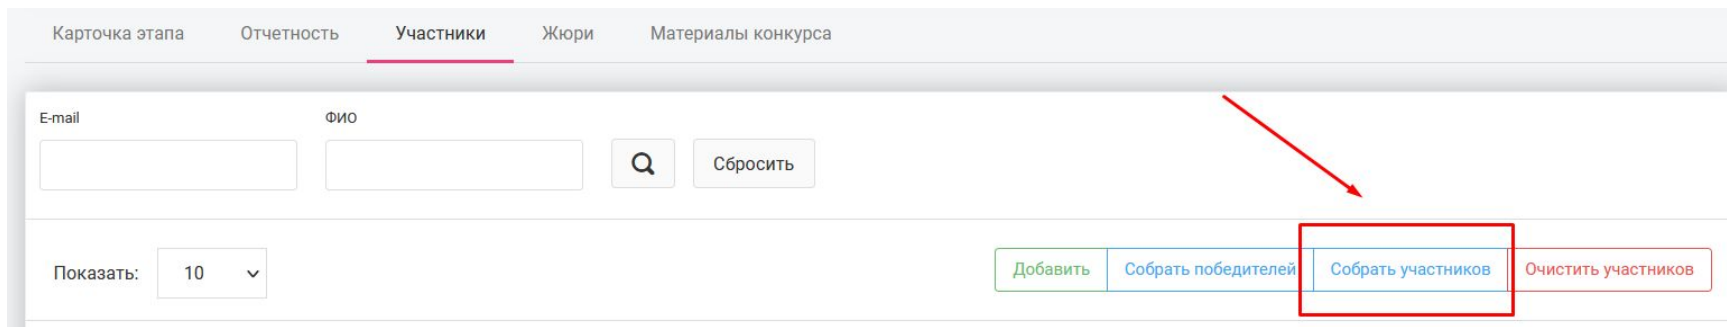 Карточка этапа Отчетность Участники Жюри Материалы конкурса
E-mail ФИО
Сбросить
Показать: 10 Добавить Собрать победителей Собрать участников Очистить участников